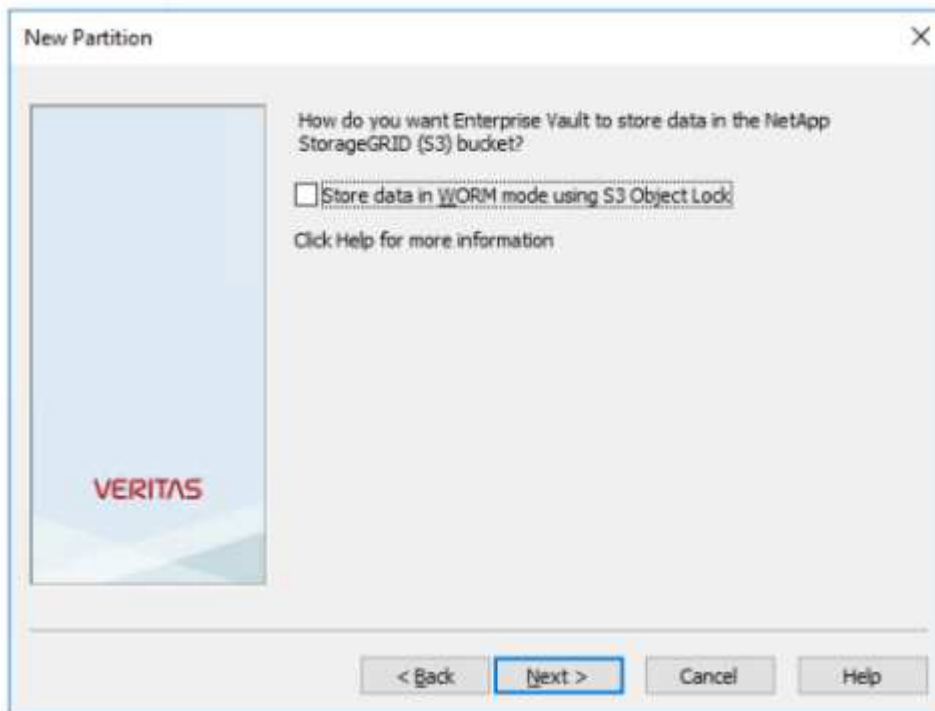 New Partition
How do you want Enterprise Vault to store data in the NetApp
StorageGRID (S3) bucket?
Store data in WORM mode using S3 Object Lock
Click Help for more information
VERITAS
< Back
Next >
Cancel
Help